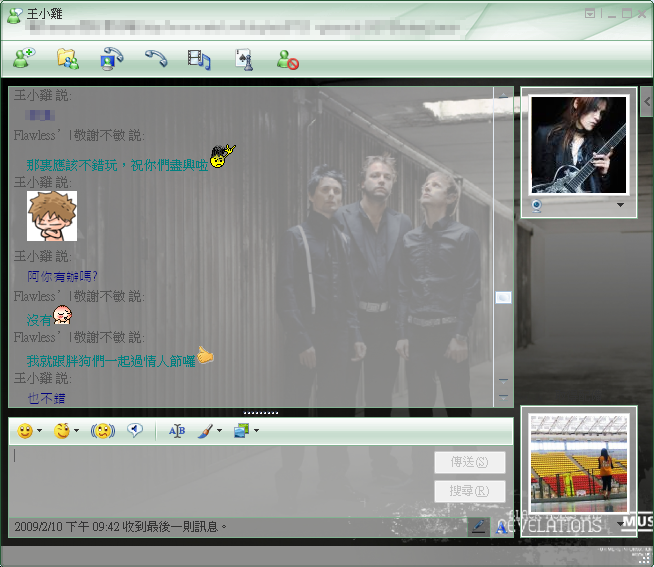 王小雞
王小雞 說:
Flawless’ |敬謝不敏 說:
那裏應該不錯玩，祝你們盡興啦
王小雞 說:
王小雞 說:
阿你有辦嗎?
Flawless’ |敬謝不敏 說:
沒有
Flawless’ |敬謝不敏 說:
我就跟胖狗們一起過情人節囉
王小雞 說:
也不錯
傳送(S)
搜尋(R)
2009/2/10 下午 09:42 收到最後一則訊息。
REVELATIONS
MUS